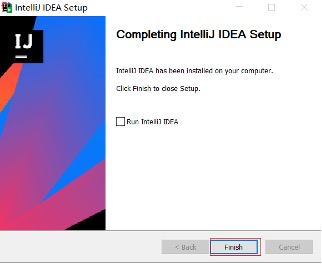 IntelliJ IDEA Setup
IJ
Completing IntelliJ IDEA Setup
IntelliJ IDEA has been installed on your computer.
Click Finish to close Setup.
Run IntelliJ IDEA
< Back
Finish
Cancel